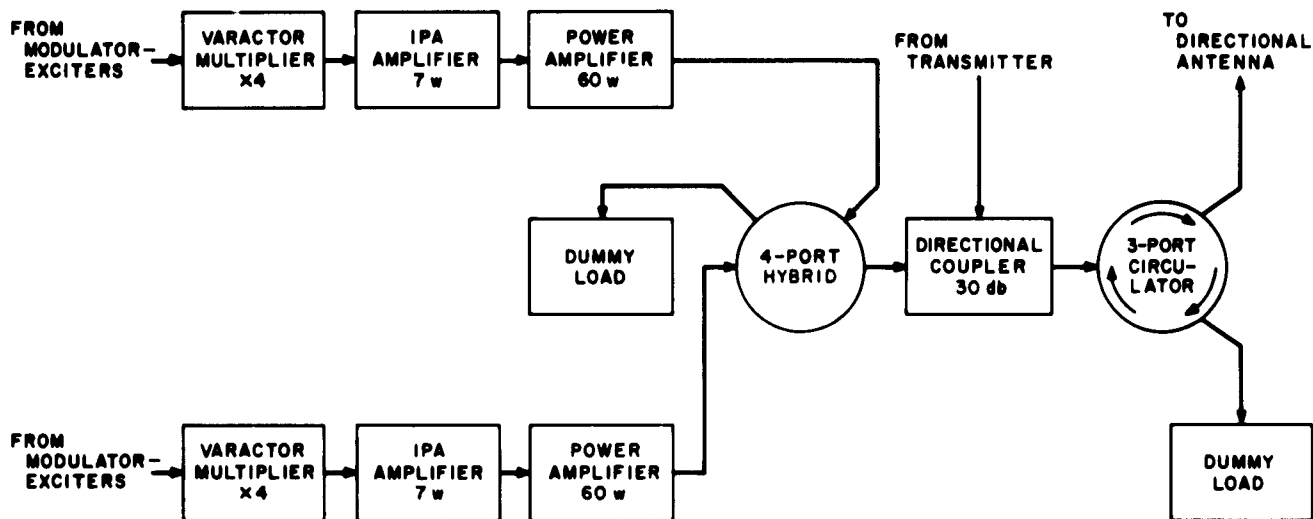 FROM
MODULATOR-
EXCITERS
VARACTOR
MULTIPLIER
×4
IPA
AMPLIFIER
7 w
POWER
AMPLIFIER
60 w
FROM
TRANSMITTER
TO
DIRECTIONAL
ANTENNA
DUMMY
LOAD
4-PORT
HYBRID
DIRECTIONAL
COUPLER
30 db
3-PORT
CIRCU-
LATOR
FROM
MODULATOR-
EXCITERS
VARACTOR
MULTIPLIER
×4
IPA
AMPLIFIER
7 w
POWER
AMPLIFIER
60 w
DUMMY
LOAD